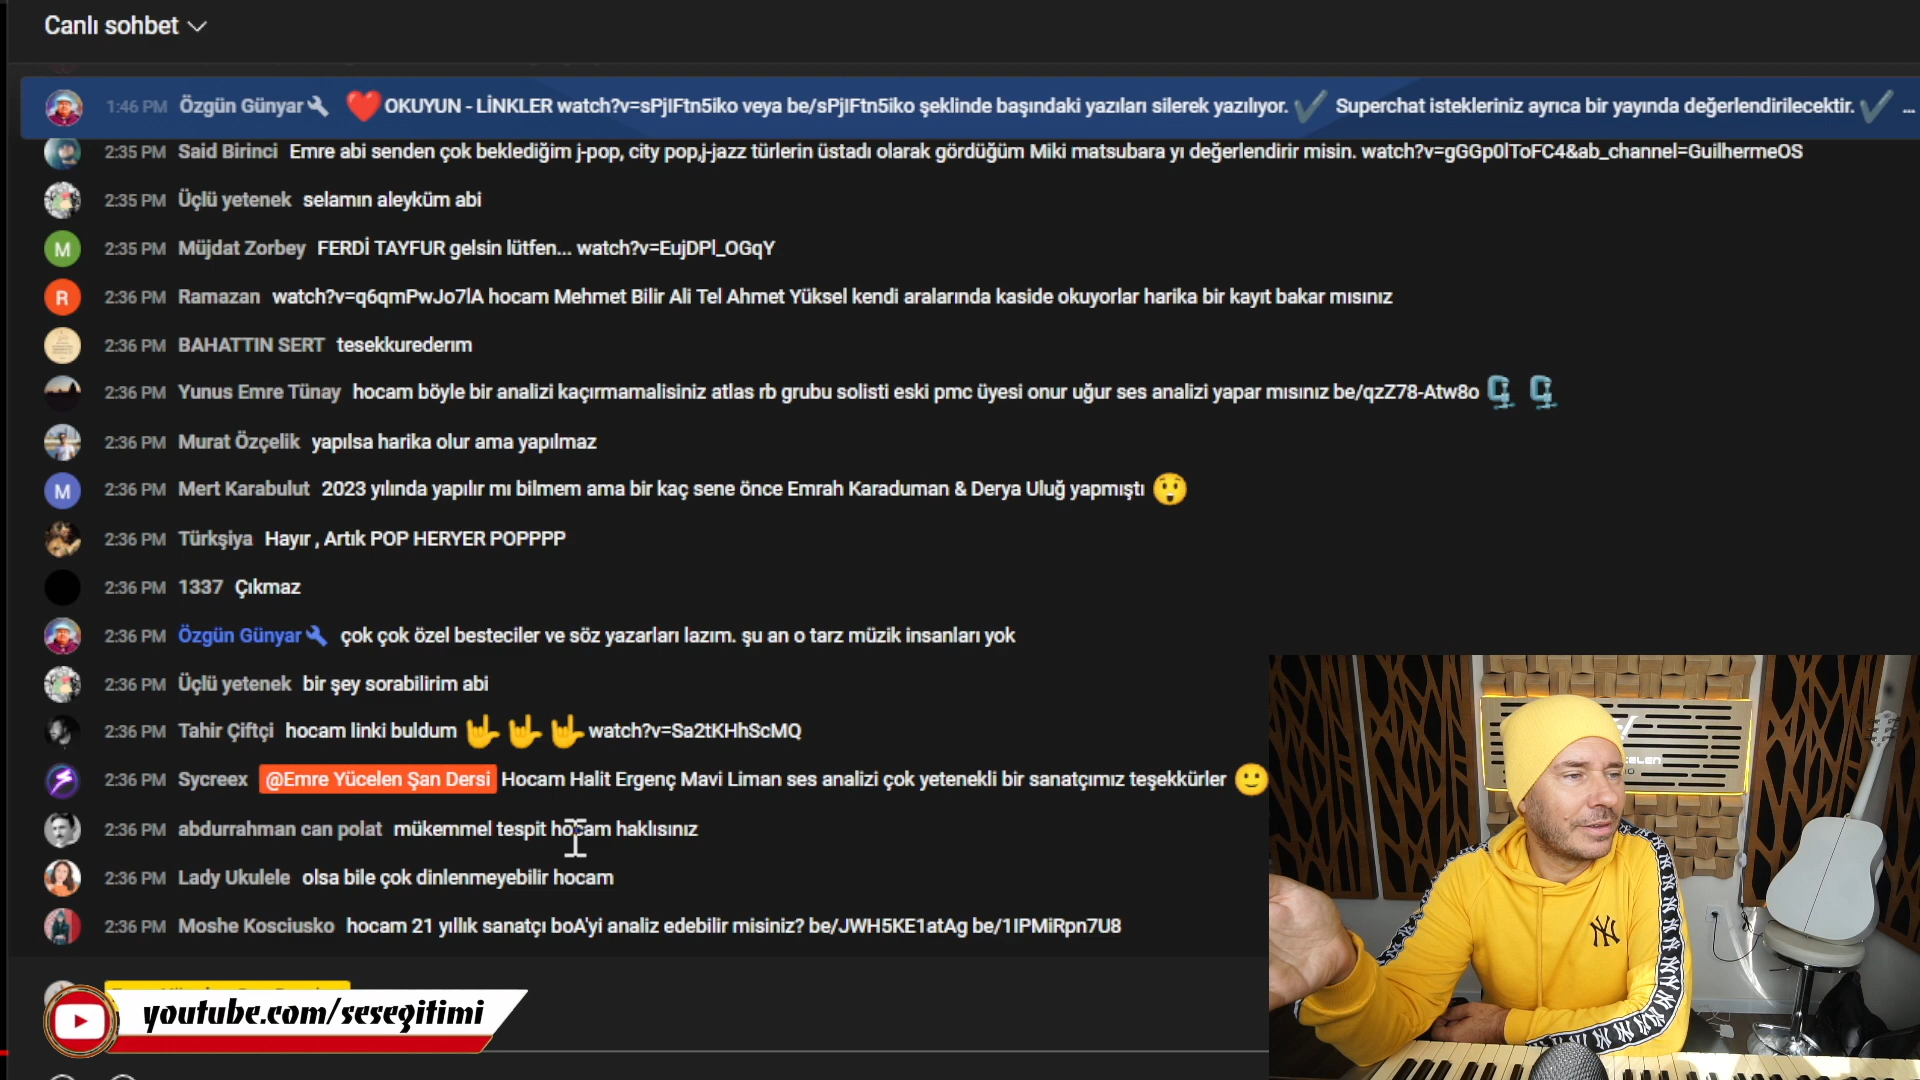 Canlı sohbet
1:46 PM Özgün Günyar OKUYUN - LİNKLER watch?v=sPjIFtn5iko veya be/sPjIFtn5iko şeklinde başındaki yazıları silerek yazılıyor. Superchat istekleriniz ayrıca bir yayında değerlendirilecektir. ...
2:35 PM Said Birinci Emre abi senden çok beklediğim j-pop, city pop,j-jazz türlerin üstadı olarak gördüğüm Miki matsubara yı değerlendirir misin. watch?v=gGGp0lToFC4&ab_channel=GuilhermeOS
2:35 PM Üçlü yetenek selamın aleyküm abi
2:35 PM Müjdat Zorbey FERDİ TAYFUR gelsin lütfen... watch?v=EujDPl_OGqY
2:36 PM Ramazan watch?v=q6qmPwJo7lA hocam Mehmet Bilir Ali Tel Ahmet Yüksel kendi aralarında kaside okuyorlar harika bir kayıt bakar mısınız
2:36 PM BAHATTIN SERT tesekkurederım
2:36 PM Yunus Emre Tünay hocam böyle bir analizi kaçırmamalisiniz atlas rb grubu solisti eski pmc üyesi onur uğur ses analizi yapar mısınız be/qzZ78-Atw8o
2:36 PM Murat Özçelik yapılsa harika olur ama yapılmaz
2:36 PM Mert Karabulut 2023 yılında yapılır mı bilmem ama bir kaç sene önce Emrah Karaduman & Derya Uluğ yapmıştı
2:36 PM Türkşiya Hayır , Artık POP HERYER POPPPP
2:36 PM 1337 Çıkmaz
2:36 PM Özgün Günyar çok çok özel besteciler ve söz yazarları lazım. şu an o tarz müzik insanları yok
2:36 PM Üçlü yetenek bir şey sorabilirim abi
2:36 PM Tahir Çiftçi hocam linki buldum watch?v=Sa2tKHhScMQ
2:36 PM Sycreex @Emre Yücelen Şan Dersi Hocam Halit Ergenç Mavi Liman ses analizi çok yetenekli bir sanatçımız teşekkürler
2:36 PM abdurrahman can polat mükemmel tespit hocam haklısınız
2:36 PM Lady Ukulele olsa bile çok dinlenmeyebilir hocam
2:36 PM Moshe Kosciusko hocam 21 yıllık sanatçı boA'yi analiz edebilir misiniz? be/JWH5KE1atAg be/1IPMiRpn7U8
youtube.com/sesegitimi
M
R
M
NY